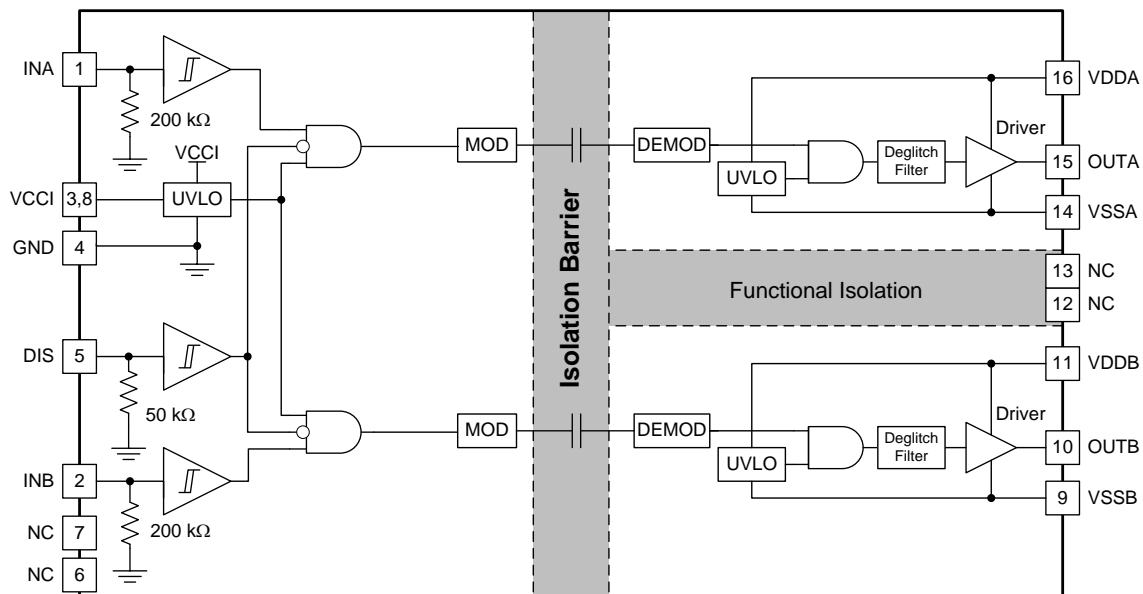 INA 1
200 kΩ
VCCI
VCCI 3,8 UVLO
GND 4
DIS 5
50 kΩ
INB 2
200 kΩ
NC 7
NC 6
MOD
MOD
Isolation Barrier
DEMOD
UVLO
Deglitch
Filter
Driver
16 VDDA
15 OUTA
14 VSSA
13 NC
12 NC
Functional Isolation
11 VDDB
DEMOD
UVLO
Deglitch
Filter
Driver
10 OUTB
9 VSSB